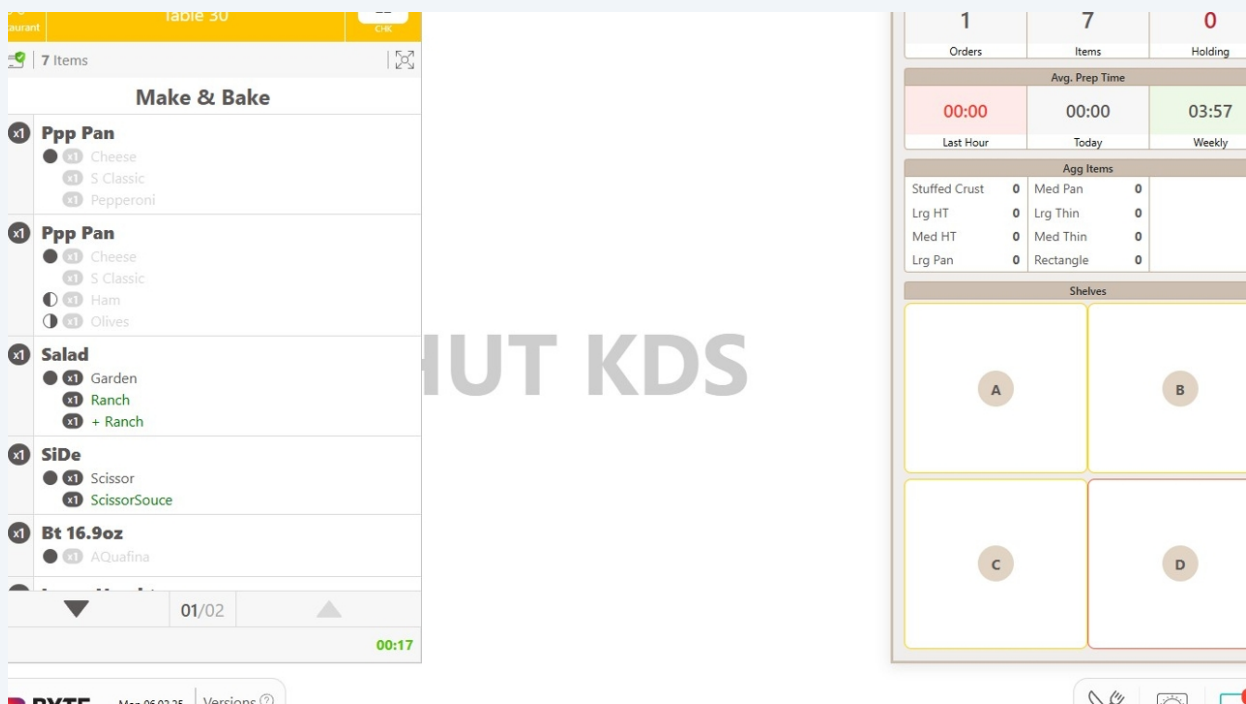 taurant
Table 30
CHK
7 Items
Make & Bake
x1 Ppp Pan
x1 Cheese
x1 S Classic
x1 Pepperoni
x1 Ppp Pan
x1 Cheese
x1 S Classic
x1 Ham
x1 Olives
x1 Salad
x1 Garden
x1 Ranch
x1 + Ranch
x1 SiDe
x1 Scissor
x1 ScissorSouce
x1 Bt 16.9oz
x1 AQuafina
01/02
00:17
HUT KDS
1 7 0
Orders Items Holding
Avg. Prep Time
00:00 00:00 03:57
Last Hour Today Weekly
Agg Items
Stuffed Crust 0 Med Pan 0
Lrg HT 0 Lrg Thin 0
Med HT 0 Med Thin 0
Lrg Pan 0 Rectangle 0
Shelves
A B
C D
BYTE
Versions ?